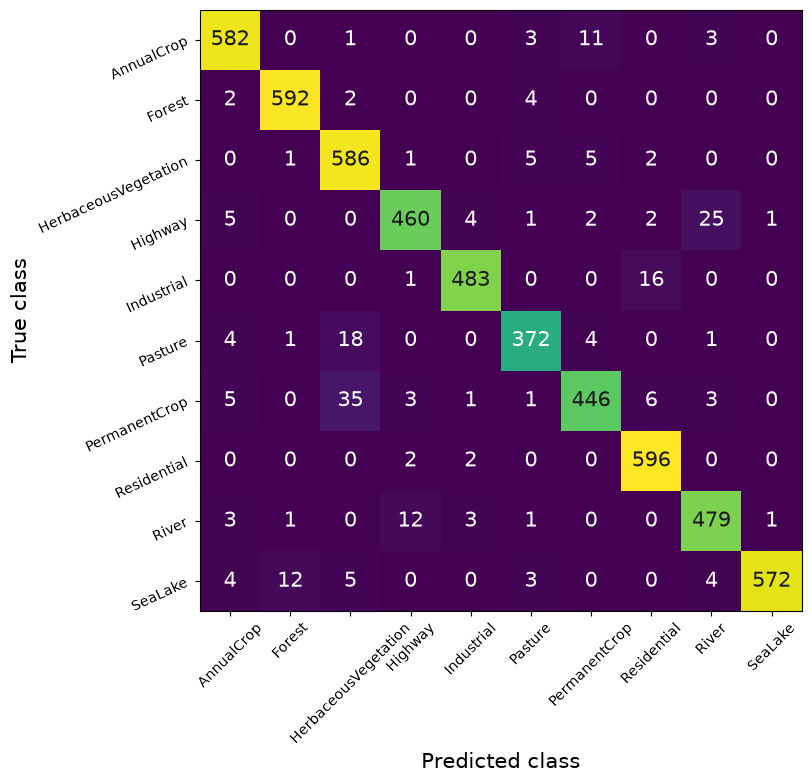 AnnualCrop 582 0 1 0 0 3 11 0 3 0
Forest 2 592 2 0 0 4 0 0 0 0
HerbaceousVegetation 0 1 586 1 0 5 5 2 0 0
Highway 5 0 0 460 4 1 2 2 25 1
Industrial 0 0 0 1 483 0 0 16 0 0
Pasture 4 1 18 0 0 372 4 0 1 0
PermanentCrop 5 0 35 3 1 1 446 6 3 0
Residential 0 0 0 2 2 0 0 596 0 0
River 3 1 0 12 3 1 0 0 479 1
SeaLake 4 12 5 0 0 3 0 0 4 572
True class
AnnualCrop Forest HerbaceousVegetation Highway Industrial Pasture PermanentCrop Residential River SeaLake
Predicted class